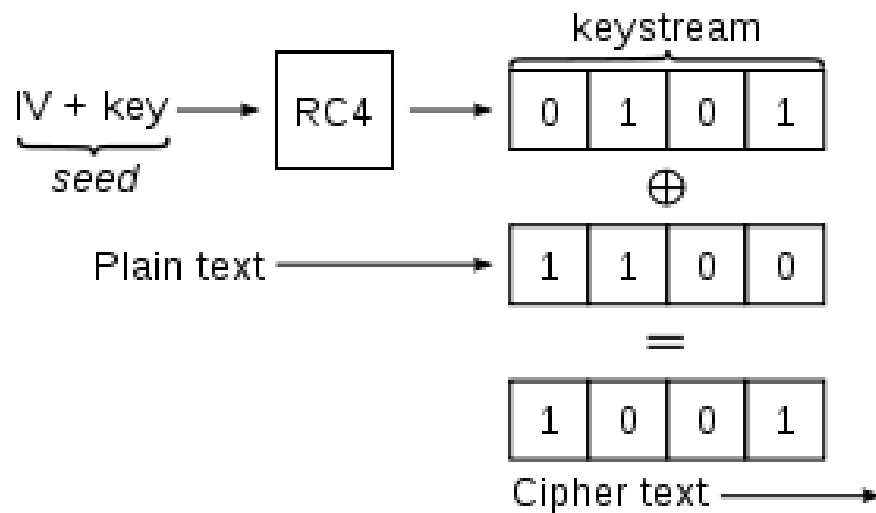 keystream
IV + key RC4 0 1 0 1
seed
⊕
Plain text 1 1 0 0
=
1 0 0 1
Cipher text